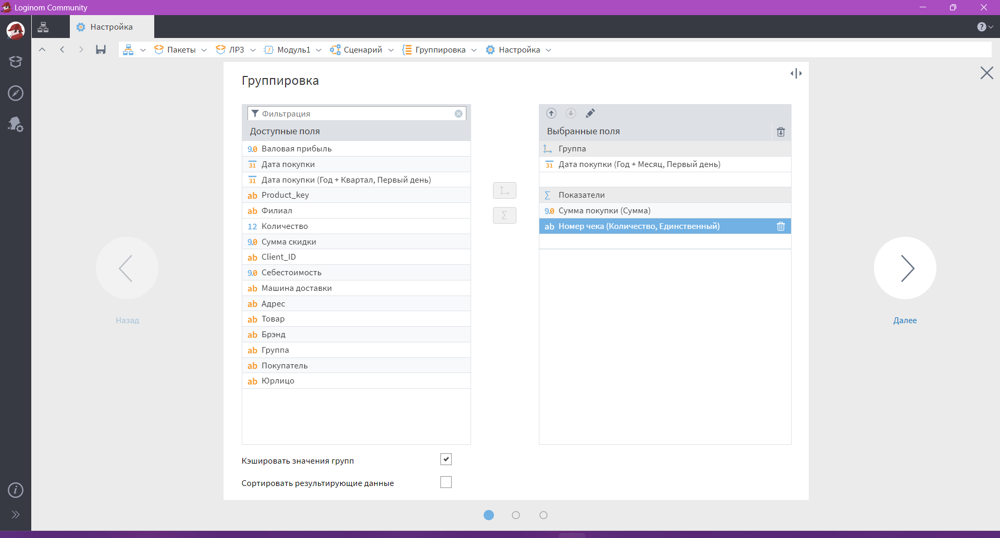 Loginom Community
Настройка
Пакеты
ЛР3
Модуль1
Сценарий
Группировка
Настройка
Группировка
Фильтрация
Доступные поля
9.0 Валовая прибыль
31 Дата покупки
31 Дата покупки (Год + Квартал, Первый день)
ab Product_key
ab Филиал
12 Количество
9.0 Сумма скидки
ab Client_ID
9.0 Себестоимость
ab Машина доставки
ab Адрес
ab Товар
ab Брэнд
ab Группа
ab Покупатель
ab Юрлицо
Выбранные поля
Группа
31 Дата покупки (Год + Месяц, Первый день)
Σ Показатели
9.0 Сумма покупки (Сумма)
ab Номер чека (Количество, Единственный)
Σ
Назад
Далее
Кэшировать значения групп
Сортировать результирующие данные